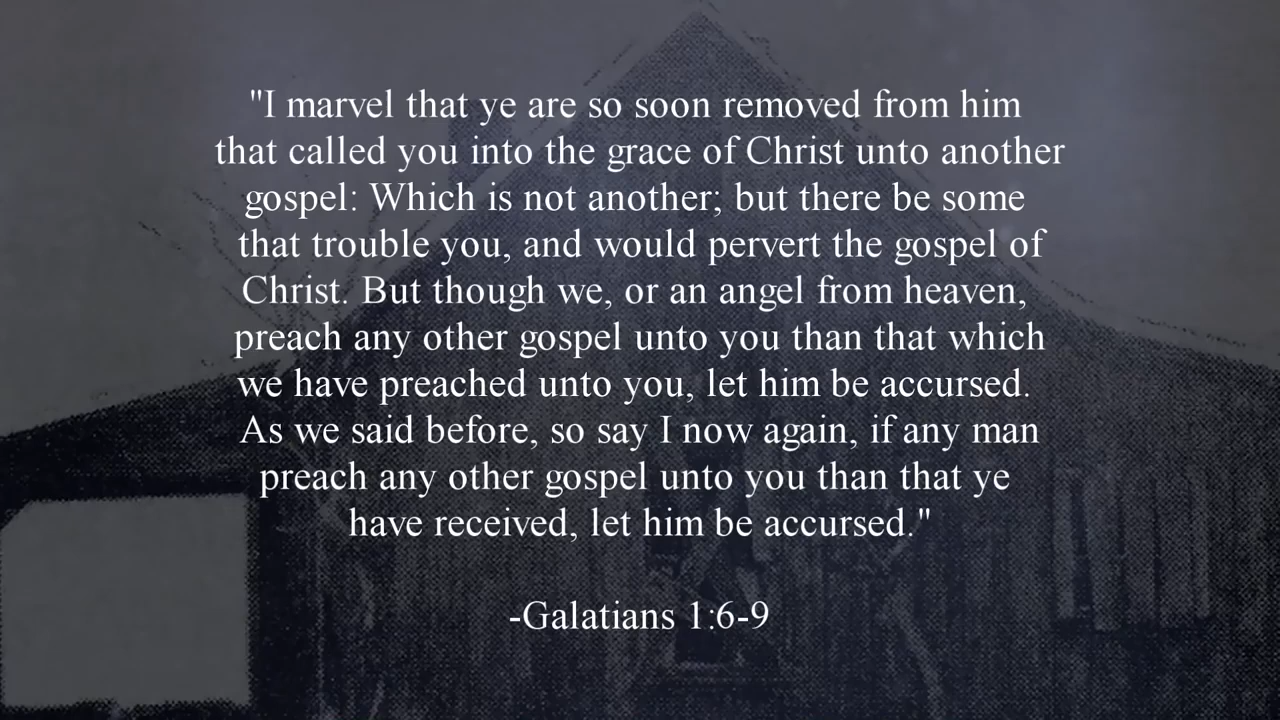 "I marvel that ye are so soon removed from him
that called you into the grace of Christ unto another
gospel: Which is not another; but there be some
that trouble you, and would pervert the gospel of
Christ. But though we, or an angel from heaven,
preach any other gospel unto you than that which
we have preached unto you, let him be accursed.
As we said before, so say I now again, if any man
preach any other gospel unto you than that ye
have received, let him be accursed."
-Galatians 1:6-9